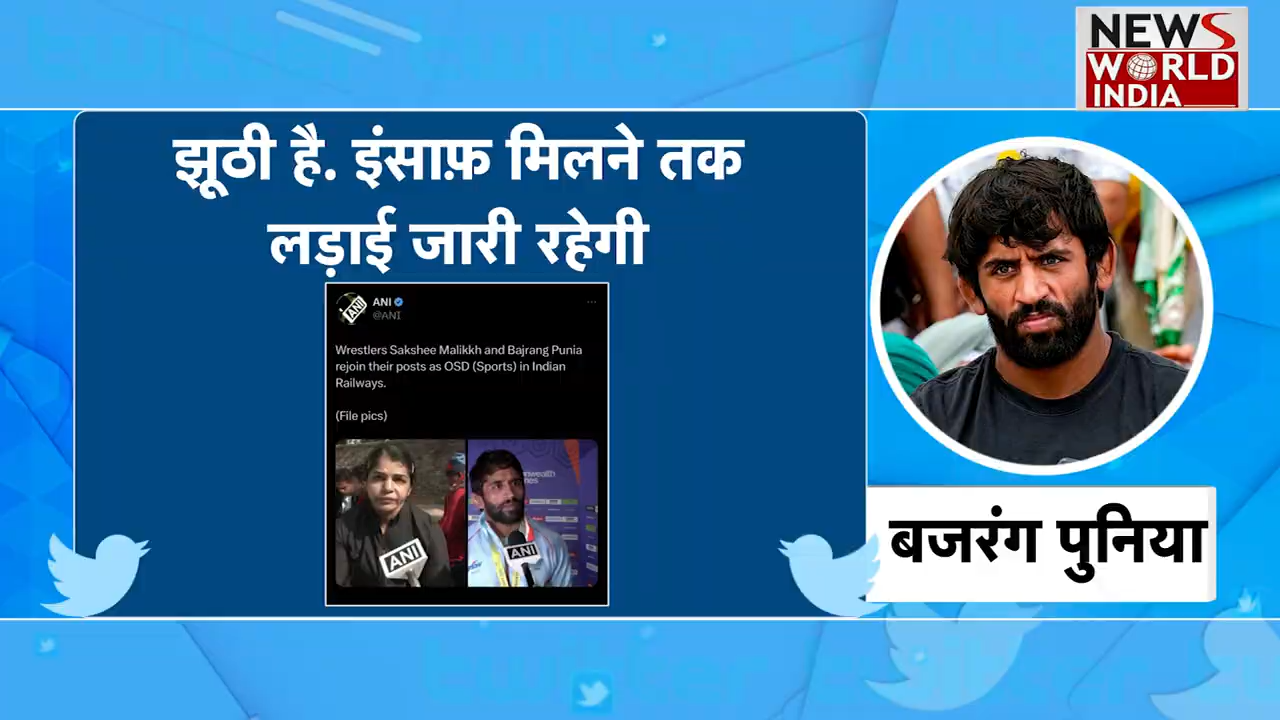 NEWS
WORLD
INDIA
झूठी है. इंसाफ़ मिलने तक
लड़ाई जारी रहेगी
ANI
@ANI
Wrestlers Sakshee Malikkh and Bajrang Punia
rejoin their posts as OSD (Sports) in Indian
Railways.
(File pics)
ANI
ANI
बजरंग पुनिया